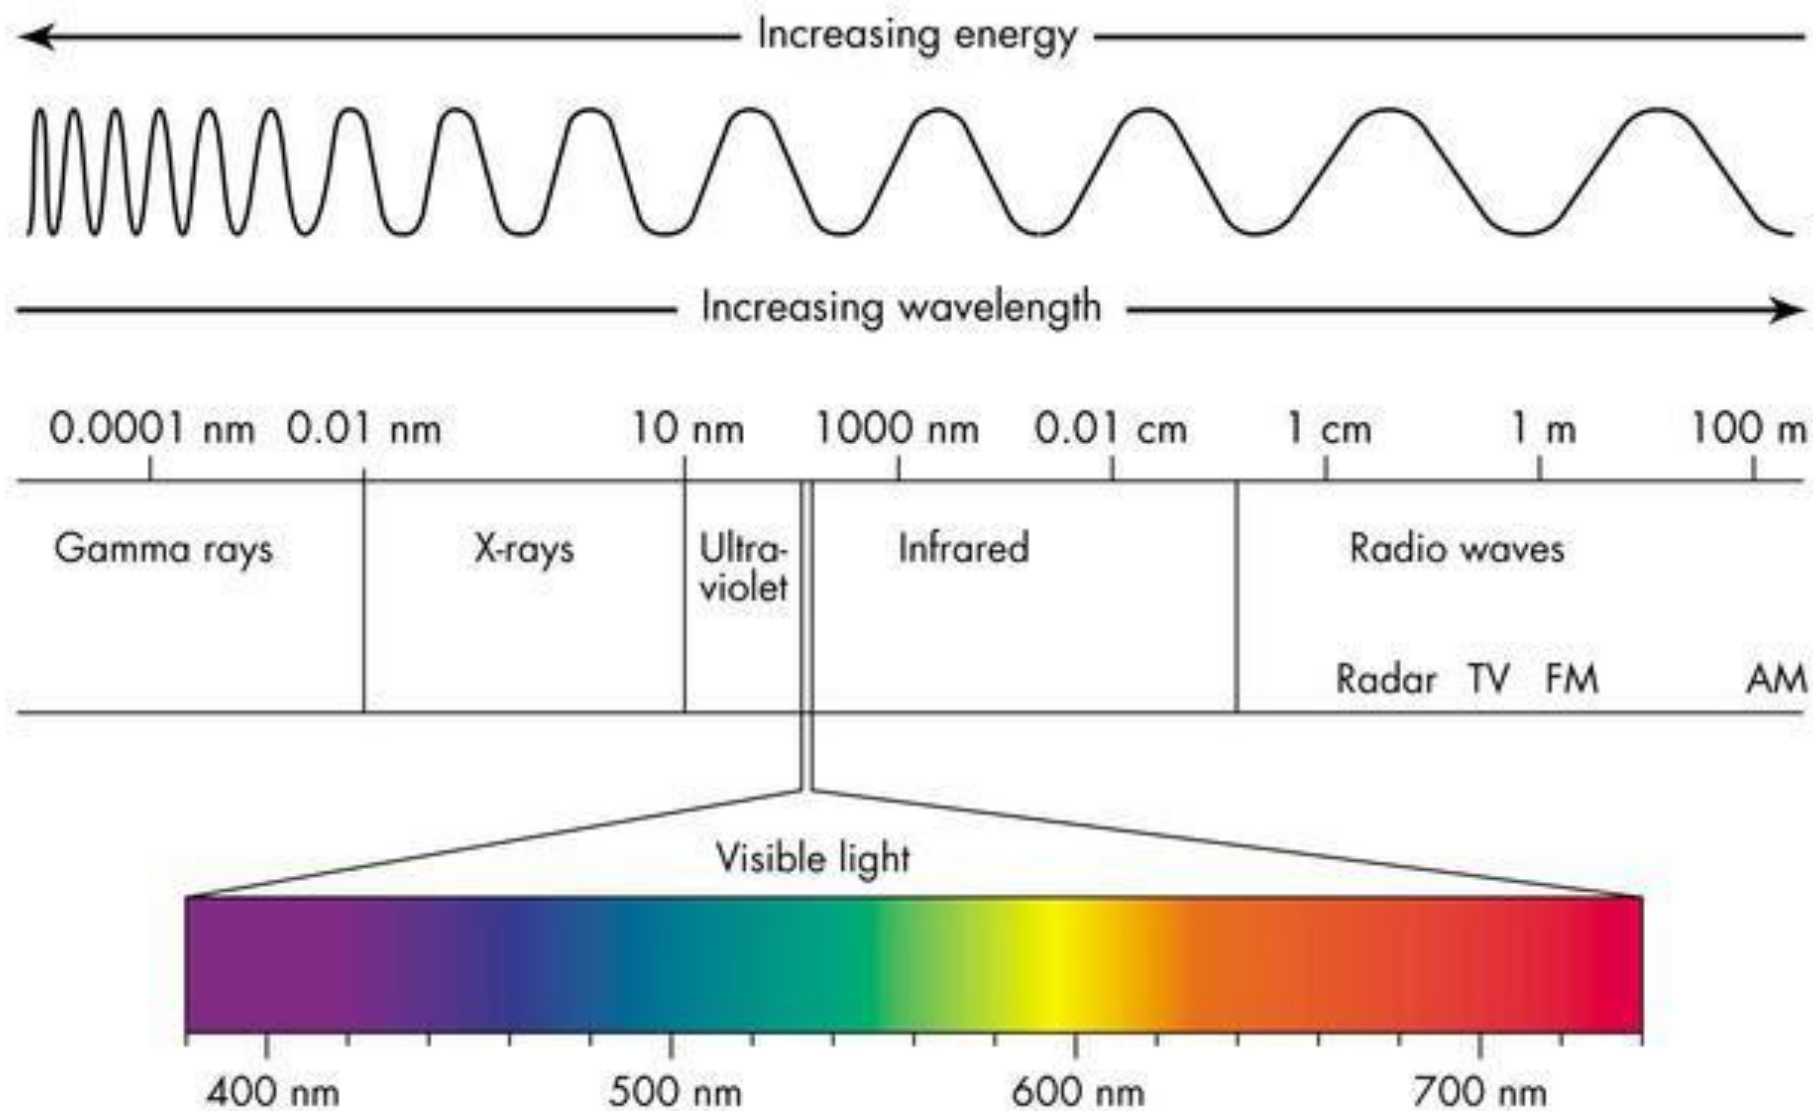 Increasing energy
Increasing wavelength
0.0001 nm 0.01 nm 10 nm 1000 nm 0.01 cm 1 cm 1 m 100 m
Gamma rays X-rays Ultra- Infrared Radio waves
violet
Radar TV FM AM
Visible light
400 nm 500 nm 600 nm 700 nm